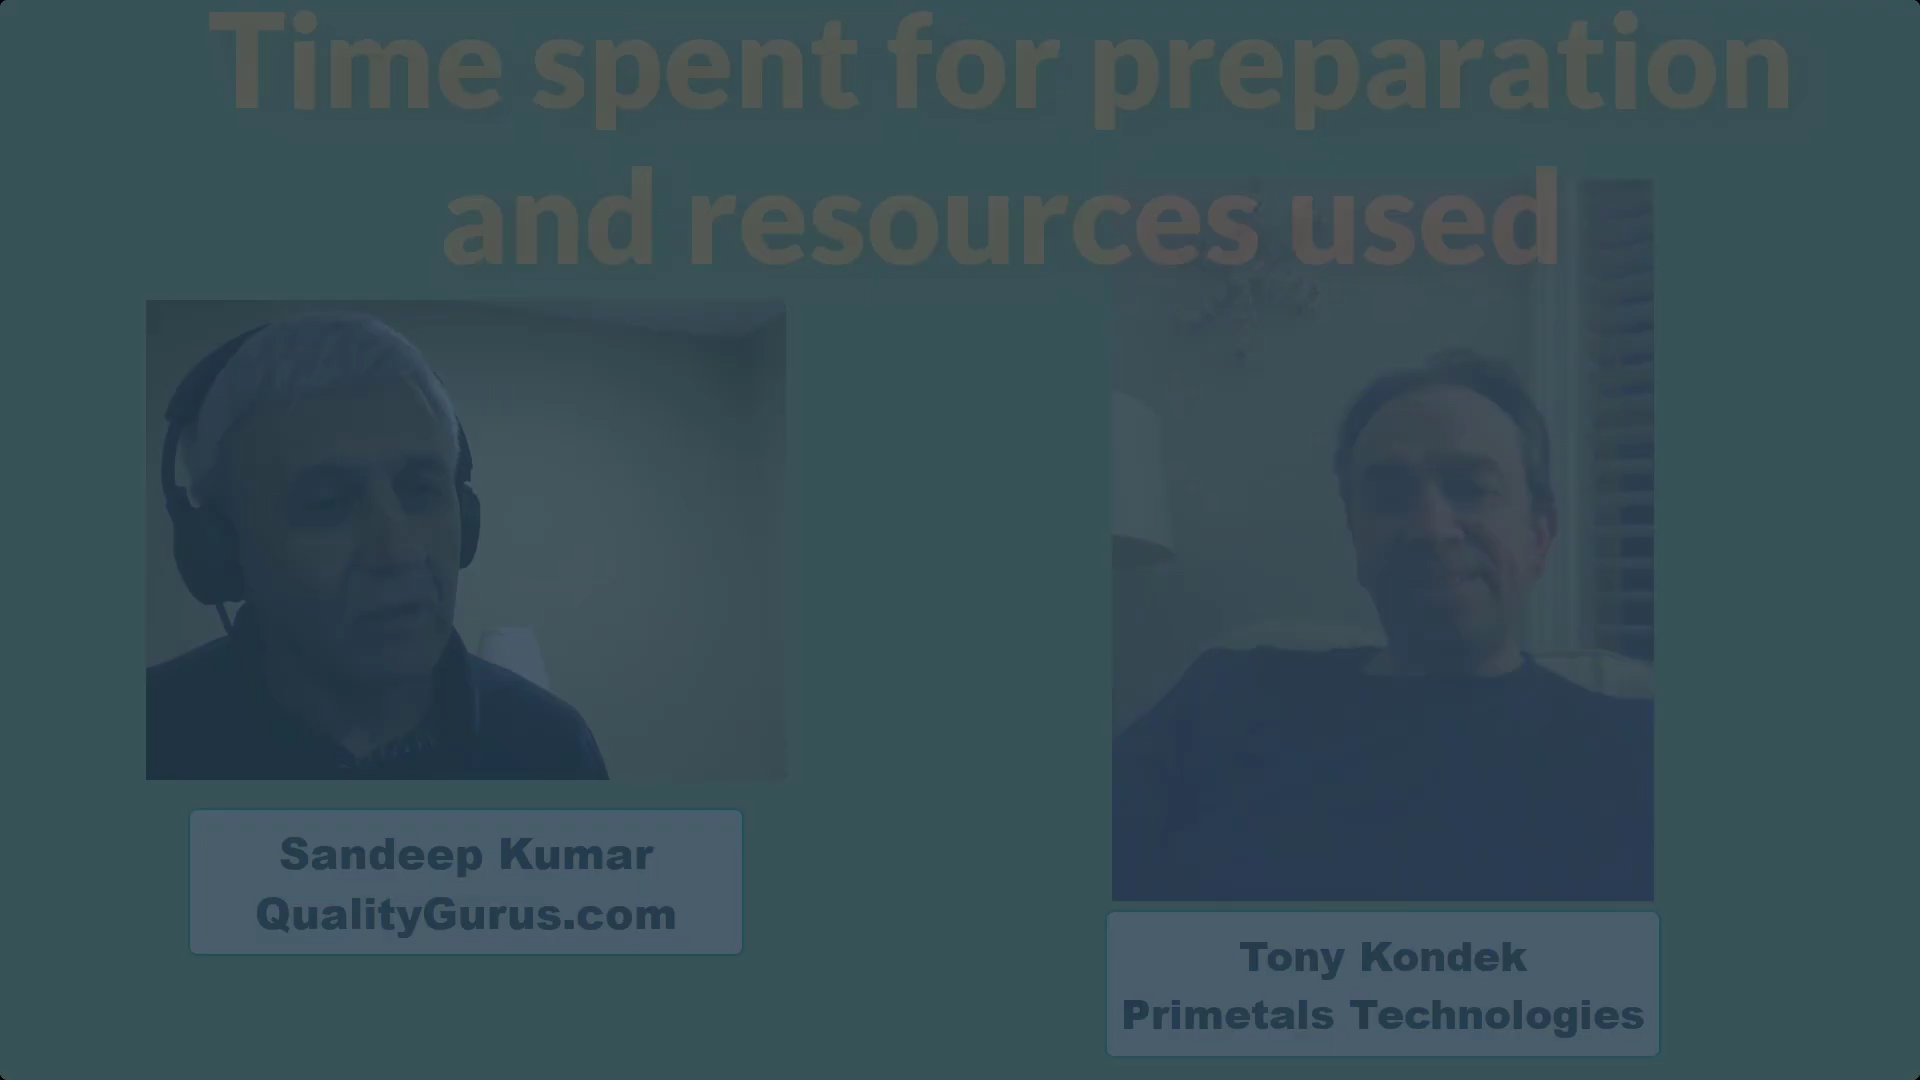 Time spent for preparation
and resources used
Sandeep Kumar
QualityGurus.com
Tony Kondek
Primetals Technologies